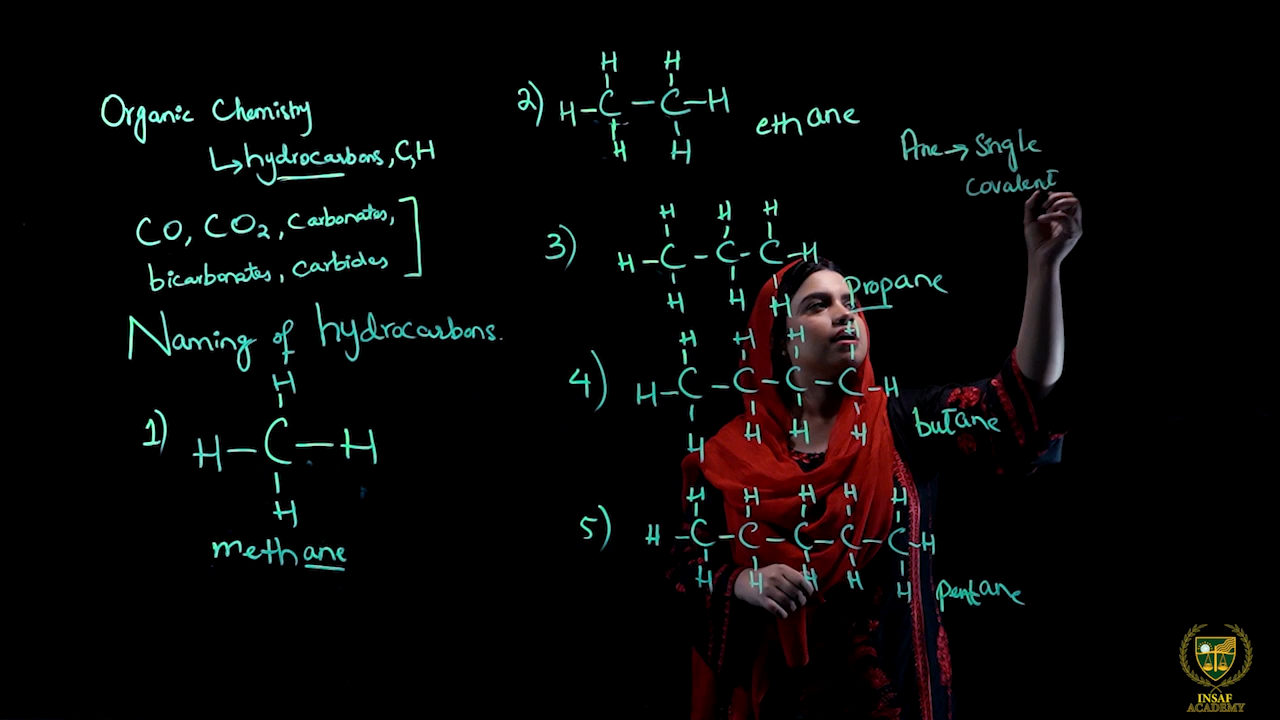 Organic Chemistry
↳ hydrocarbons, C,H
CO, CO2, carbonates,
bicarbonates, carbides
Naming of hydrocarbons.
1)
H
H – C – H
H
methane
2)
H H
H – C – C – H
H H
ethane
3)
H H H
H – C – C – C – H
H H H
propane
4)
H H H H
H – C – C – C – C – H
H H H H
butane
5)
H H H H H
H – C – C – C – C – C – H
H H H H H
pentane
Ane → Single
covalent
INSAF
ACADEMY